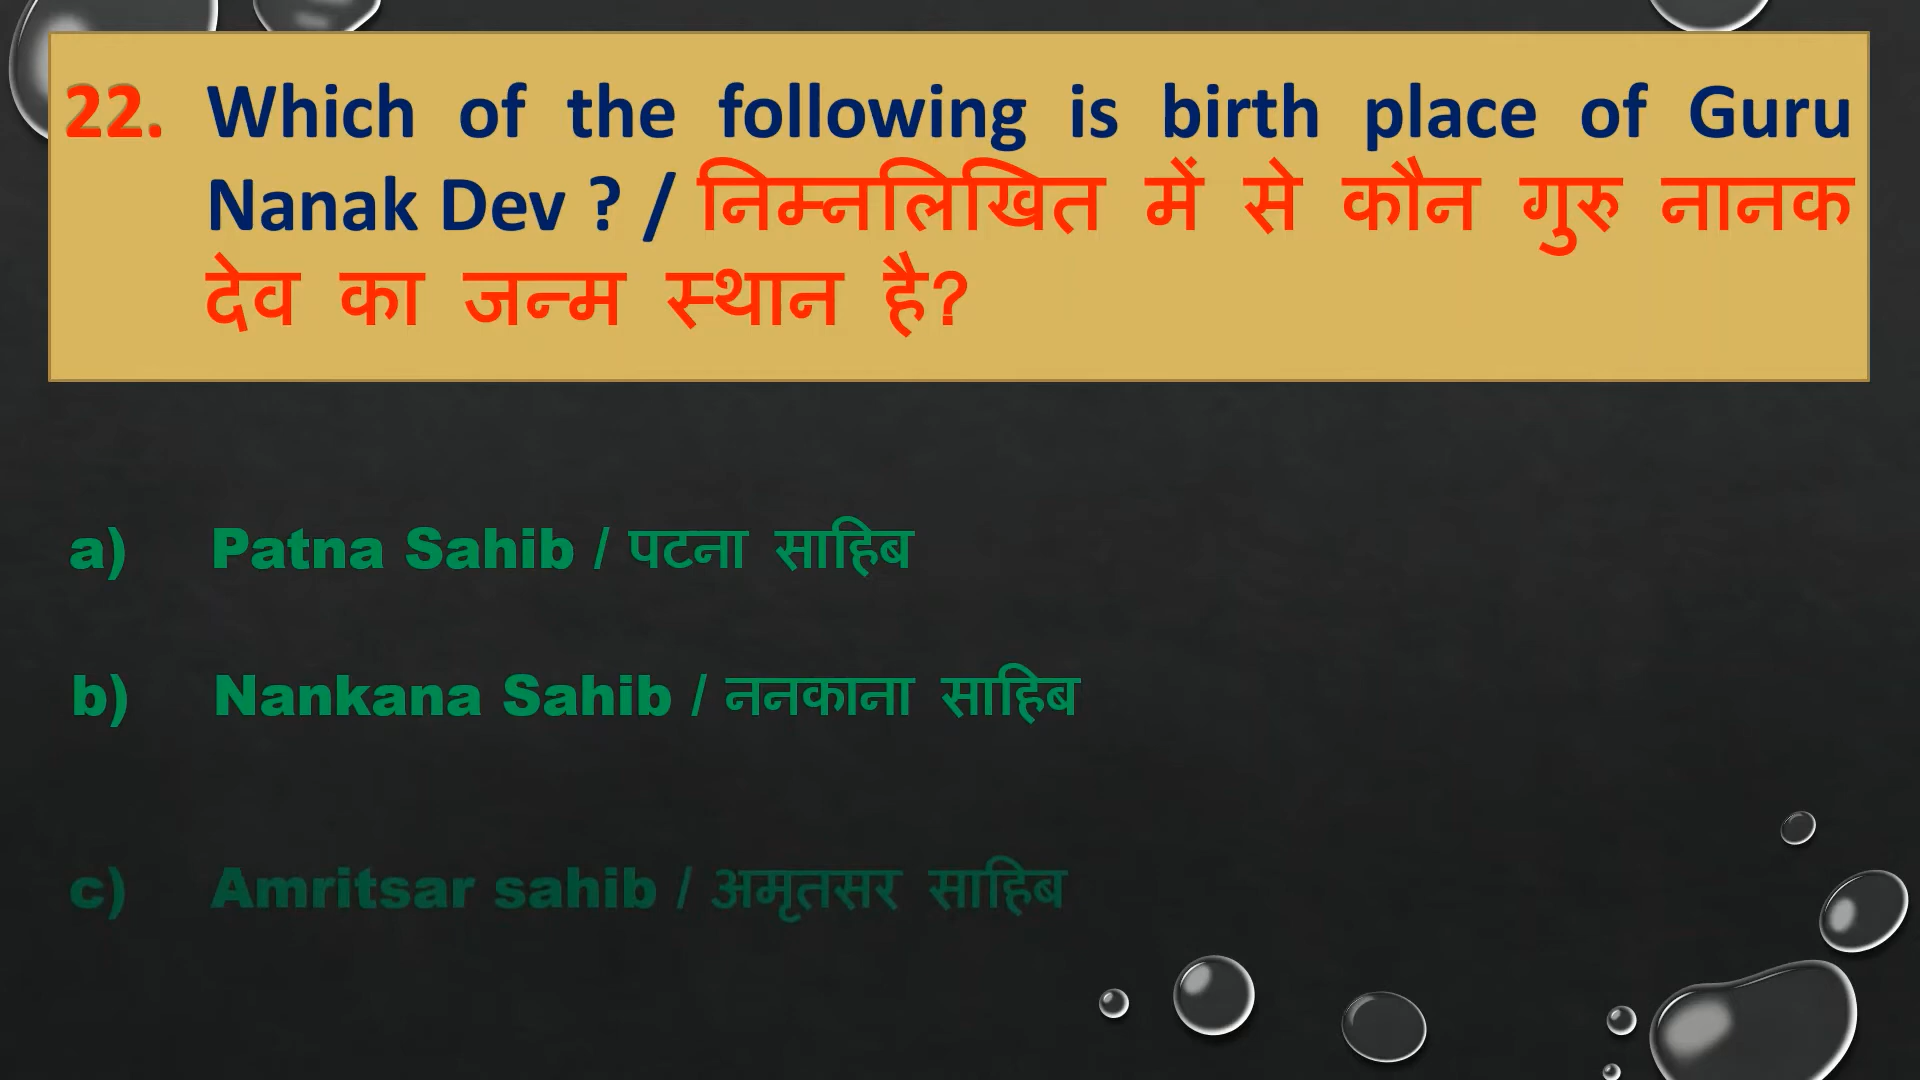 22. Which of the following is birth place of Guru
Nanak Dev ? / निम्नलिखित में से कौन गुरु नानक
देव का जन्म स्थान है?
a) Patna Sahib / पटना साहिब
b) Nankana Sahib / ननकाना साहिब
c) Amritsar sahib / अमृतसर साहिब